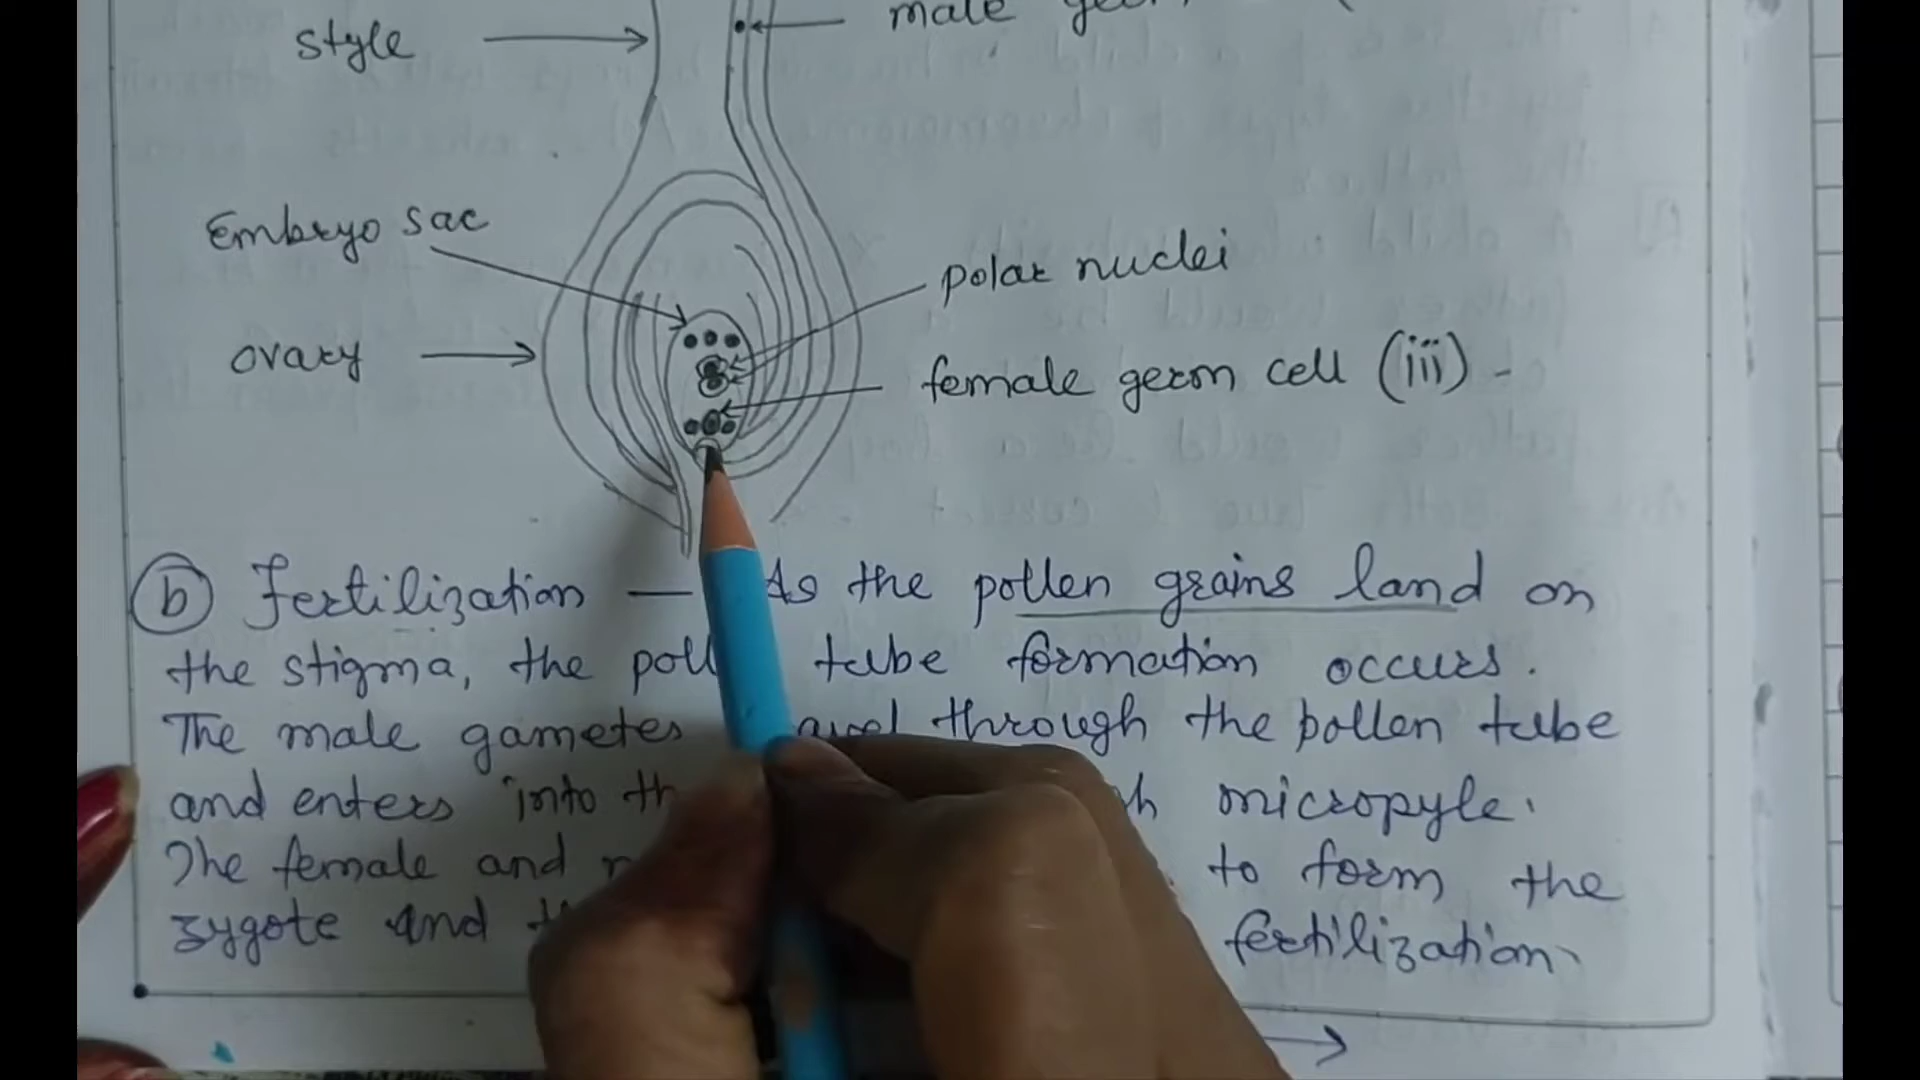 style
male
Embryo sac
polar nuclei
ovary
female germ cell (iii) -
(b) Fertilization — As the pollen grains land on
the stigma, the poll tube formation occurs.
The male gametes through the pollen tube
and enters into micropyle.
The female and to form the
zygote and fertilization.